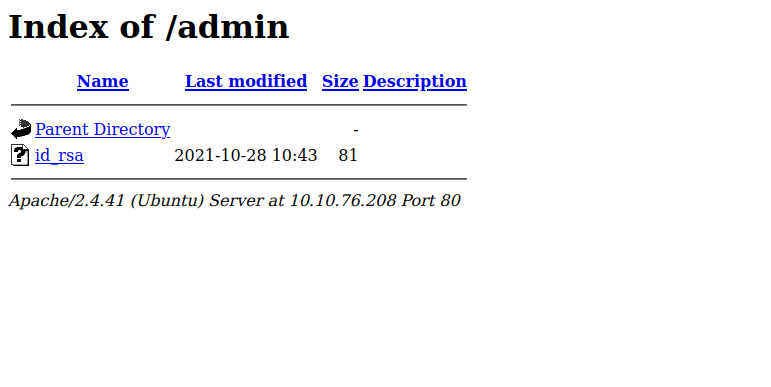 Index of /admin
Name Last modified Size Description
Parent Directory -
id_rsa 2021-10-28 10:43 81
Apache/2.4.41 (Ubuntu) Server at 10.10.76.208 Port 80